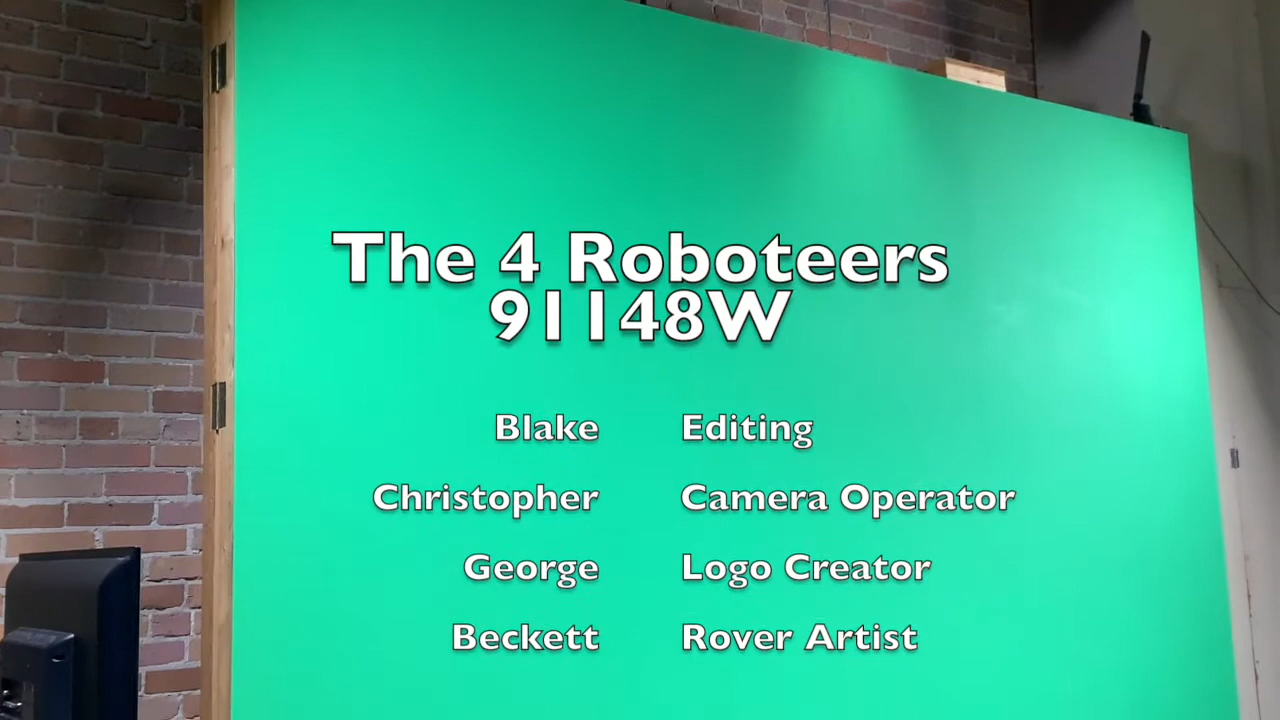 The 4 Roboteers
91148W
Blake Editing
Christopher Camera Operator
George Logo Creator
Beckett Rover Artist